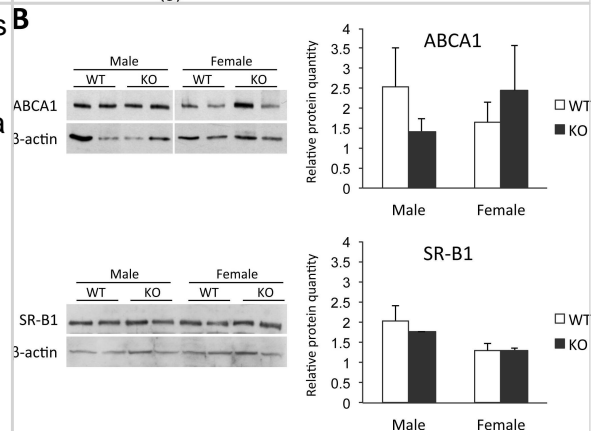 B
Male Female
WT KO WT KO
ABCA1
β-actin
ABCA1
Relative protein quantity
4
3.5
3
2.5
2
1.5
1
0.5
0
Male Female
WT
KO
Male Female
WT KO WT KO
SR-B1
β-actin
SR-B1
Relative protein quantity
4
3.5
3
2.5
2
1.5
1
0.5
0
Male Female
WT
KO